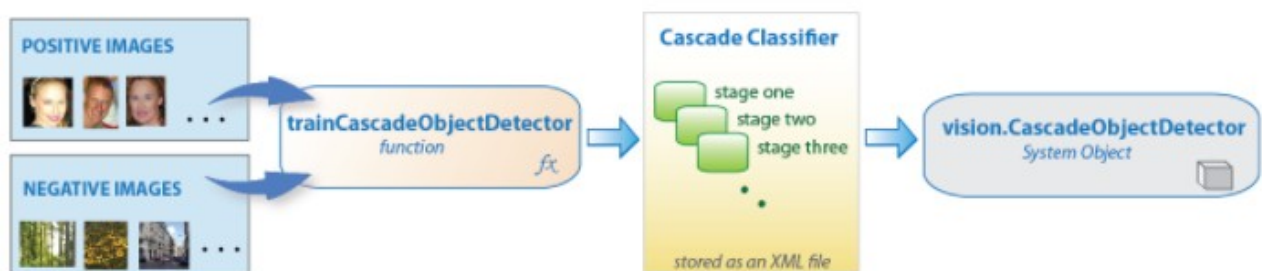 POSITIVE IMAGES
...
NEGATIVE IMAGES
...
trainCascadeObjectDetector
function
fx
Cascade Classifier
stage one
stage two
stage three
stored as an XML file
vision.CascadeObjectDetector
System Object